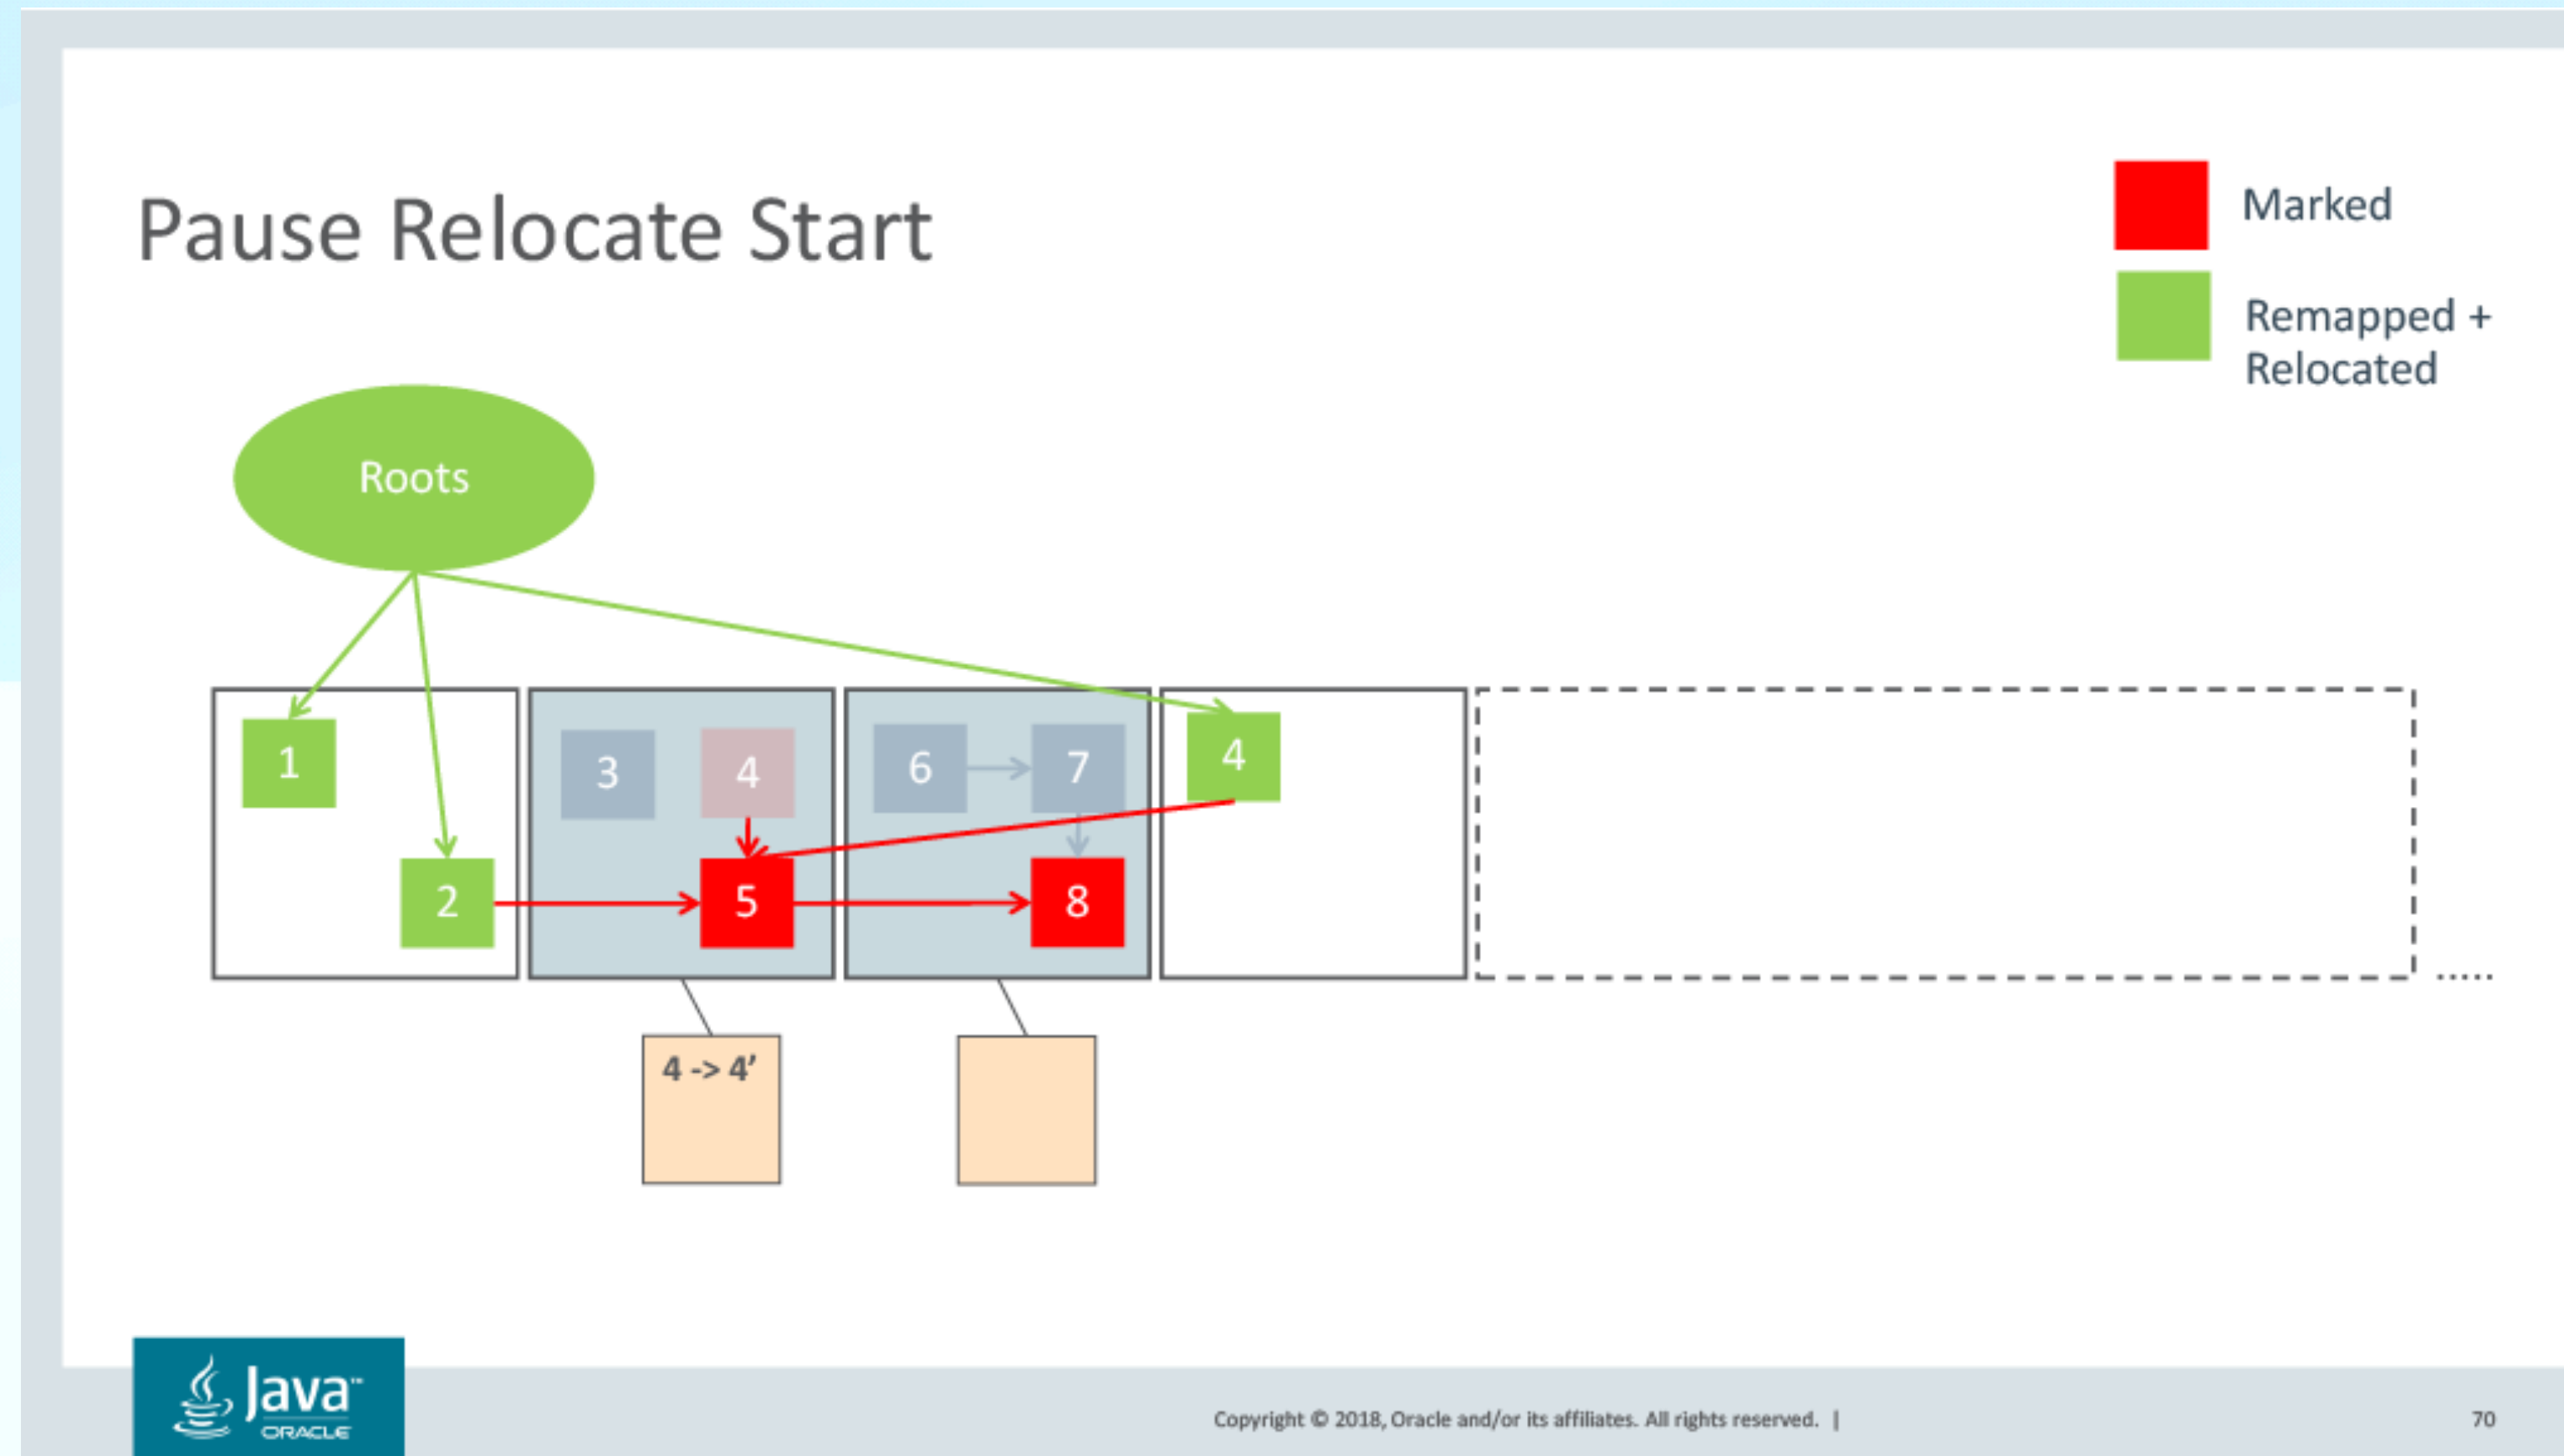 Pause Relocate Start
Marked
Remapped +
Relocated
Roots
1
3
4
6
7
4
2
5
8
.....
4 -> 4’
Java™
ORACLE
Copyright © 2018, Oracle and/or its affiliates. All rights reserved. |
70